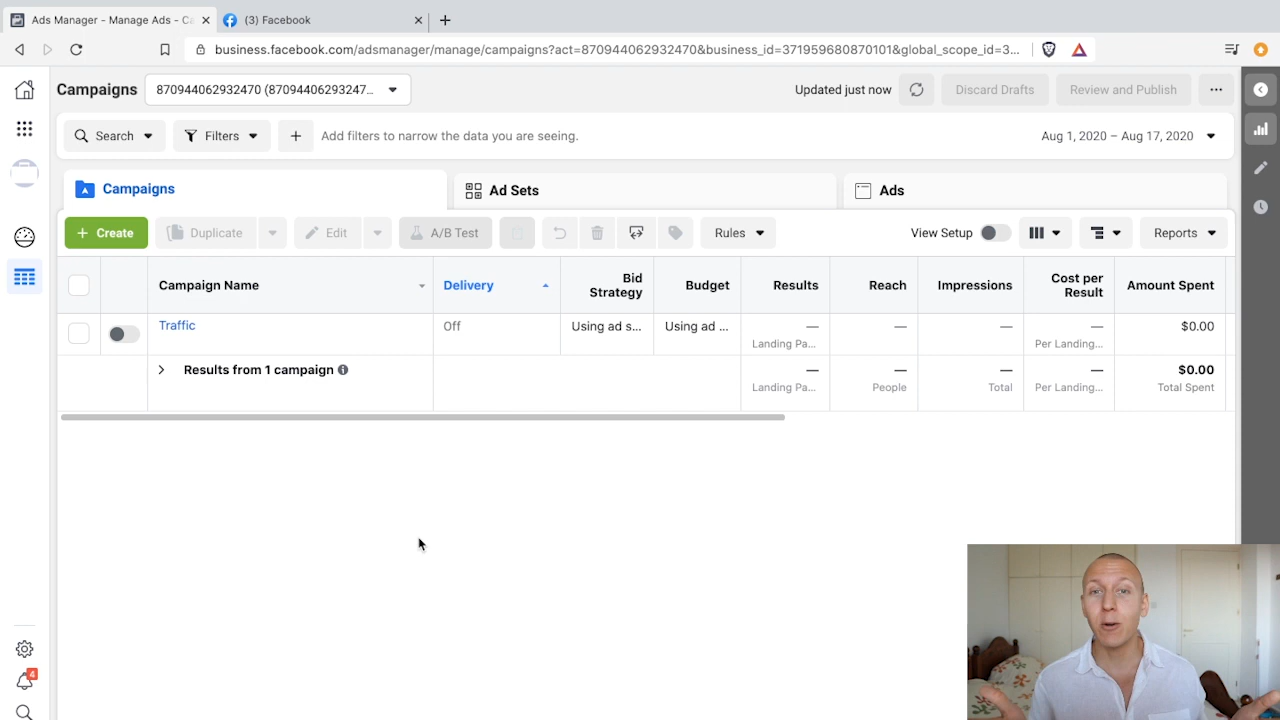 Ads Manager - Manage Ads - Ca
(3) Facebook
business.facebook.com/adsmanager/manage/campaigns?act=870944062932470&business_id=371959680870101&global_scope_id=3...
Campaigns
870944062932470 (87094406293247...
Updated just now
Discard Drafts
Review and Publish
Search
Filters
Add filters to narrow the data you are seeing.
Aug 1, 2020 – Aug 17, 2020
Campaigns
Ad Sets
Ads
+ Create
Duplicate
Edit
A/B Test
Rules
View Setup
Reports
Campaign Name
Delivery
Bid
Strategy
Budget
Results
Reach
Impressions
Cost per
Result
Amount Spent
Traffic
Off
Using ad s...
Using ad ...
—
—
—
—
$0.00
Landing Pa...
Per Landing...
Results from 1 campaign
—
—
—
—
$0.00
Landing Pa...
People
Total
Per Landing...
Total Spent
4